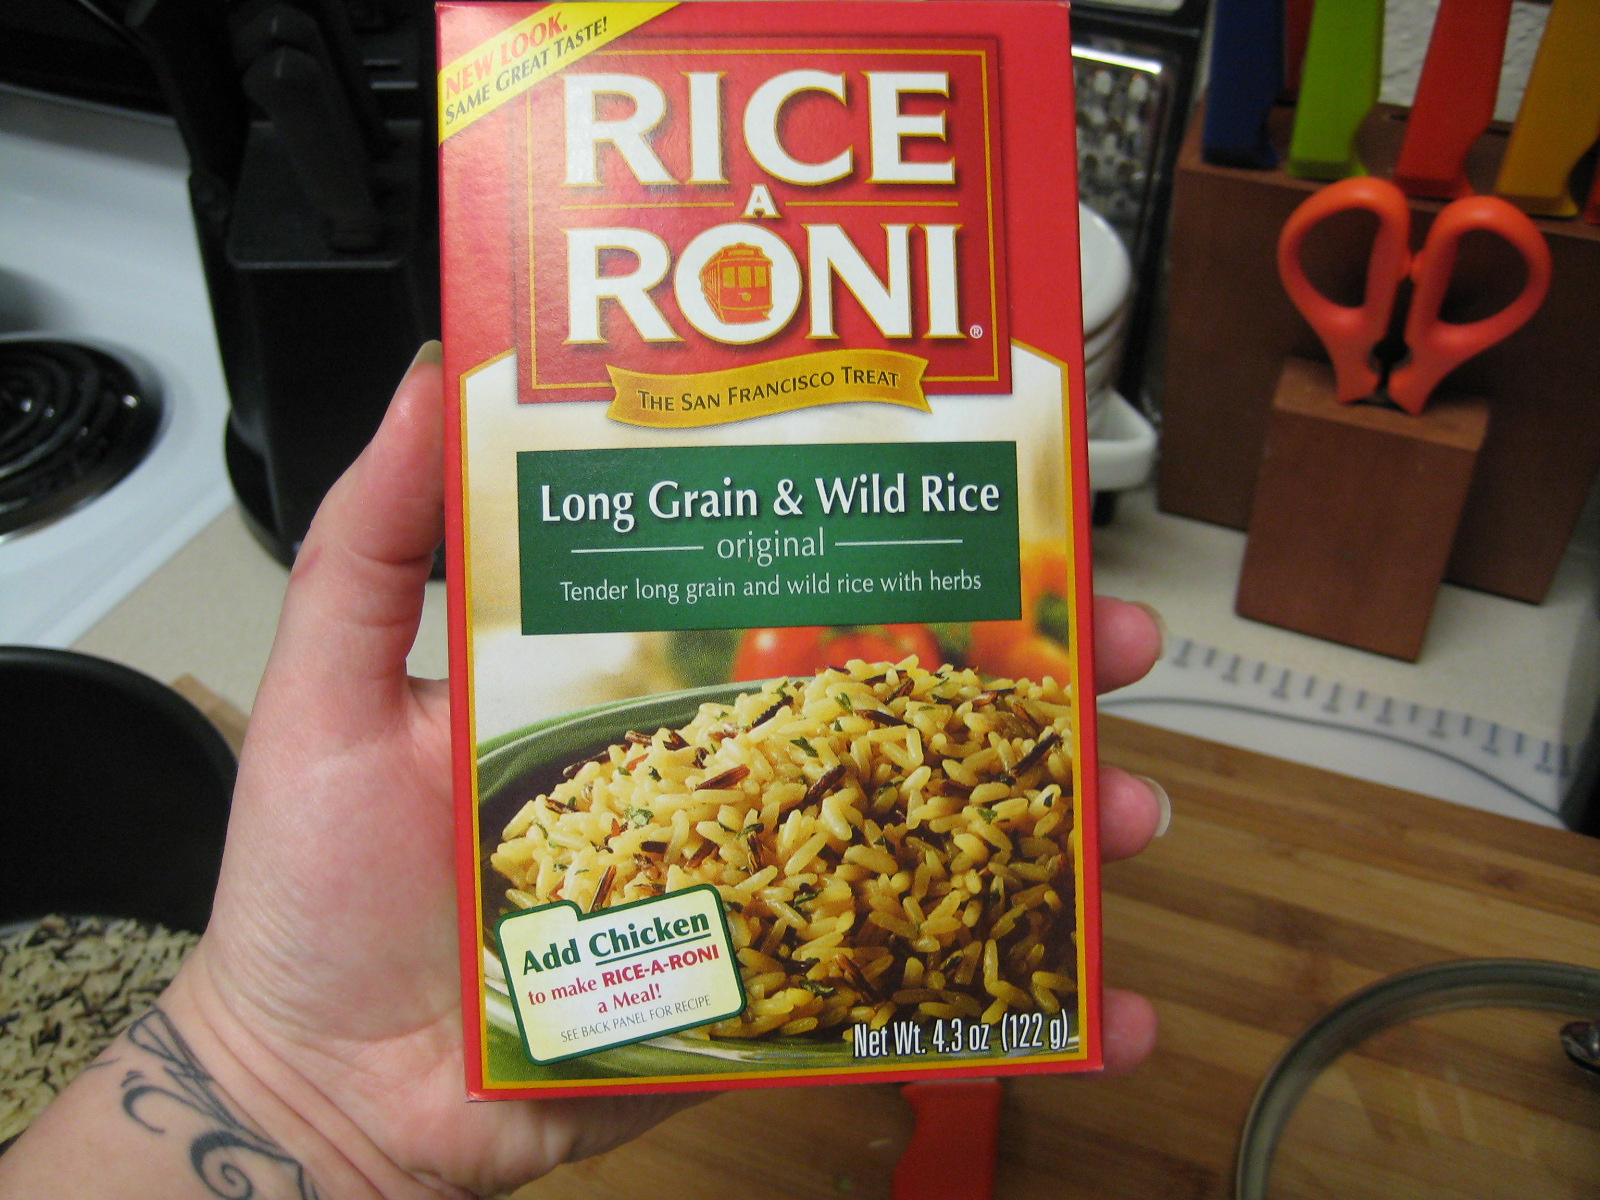 NEW LOOK.
SAME GREAT TASTE!
RICE
A
RONI®
THE SAN FRANCISCO TREAT
Long Grain & Wild Rice
original
Tender long grain and wild rice with herbs
Add Chicken
to make RICE-A-RONI
a Meal!
SEE BACK PANEL FOR RECIPE
Net Wt. 4.3 oz (122 g)